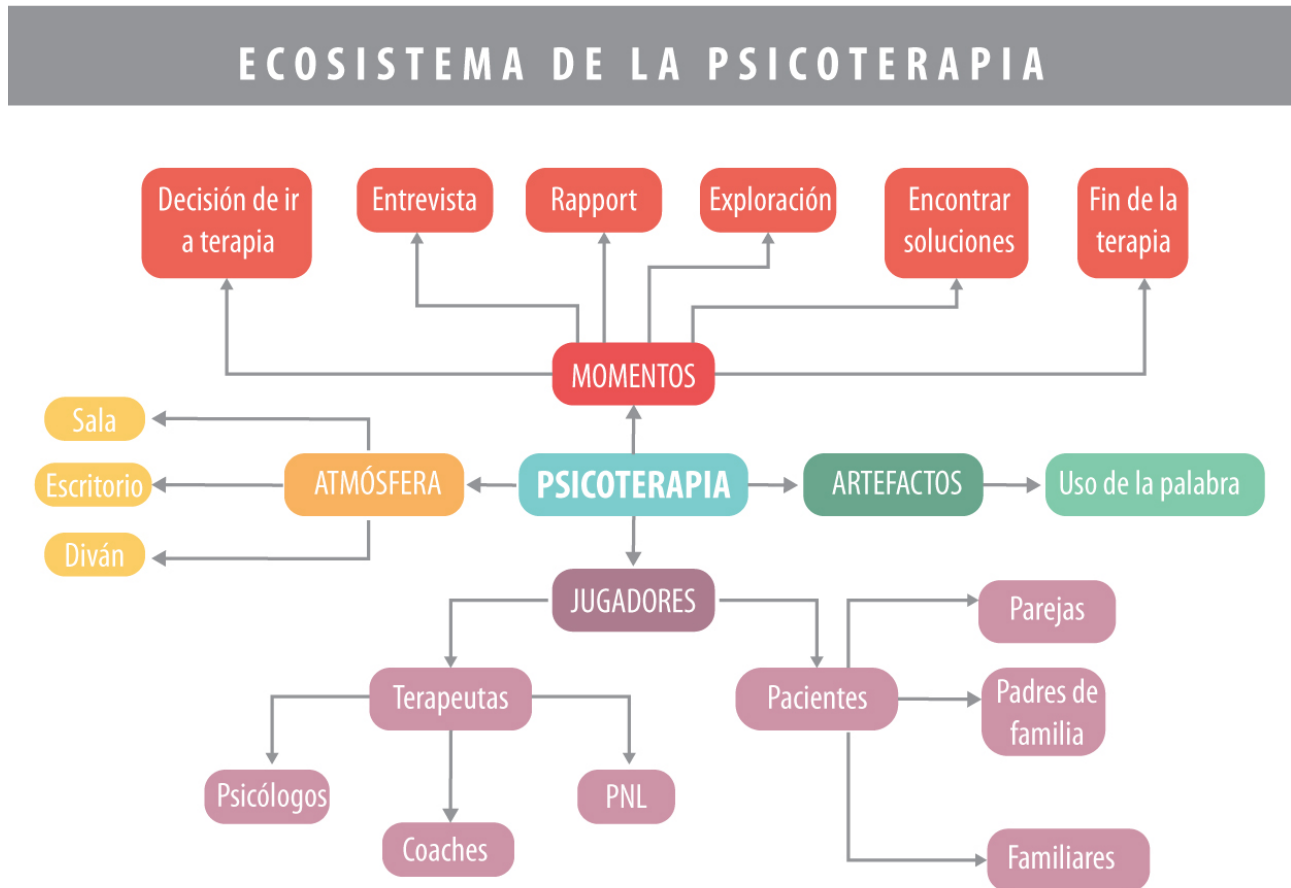 ECOSISTEMA DE LA PSICOTERAPIA
Decisión de ir
a terapia
Entrevista
Rapport
Exploración
Encontrar
soluciones
Fin de la
terapia
MOMENTOS
Sala
Escritorio
Diván
ATMÓSFERA
PSICOTERAPIA
ARTEFACTOS
Uso de la palabra
JUGADORES
Terapeutas
Psicólogos
Coaches
PNL
Pacientes
Parejas
Padres de
familia
Familiares